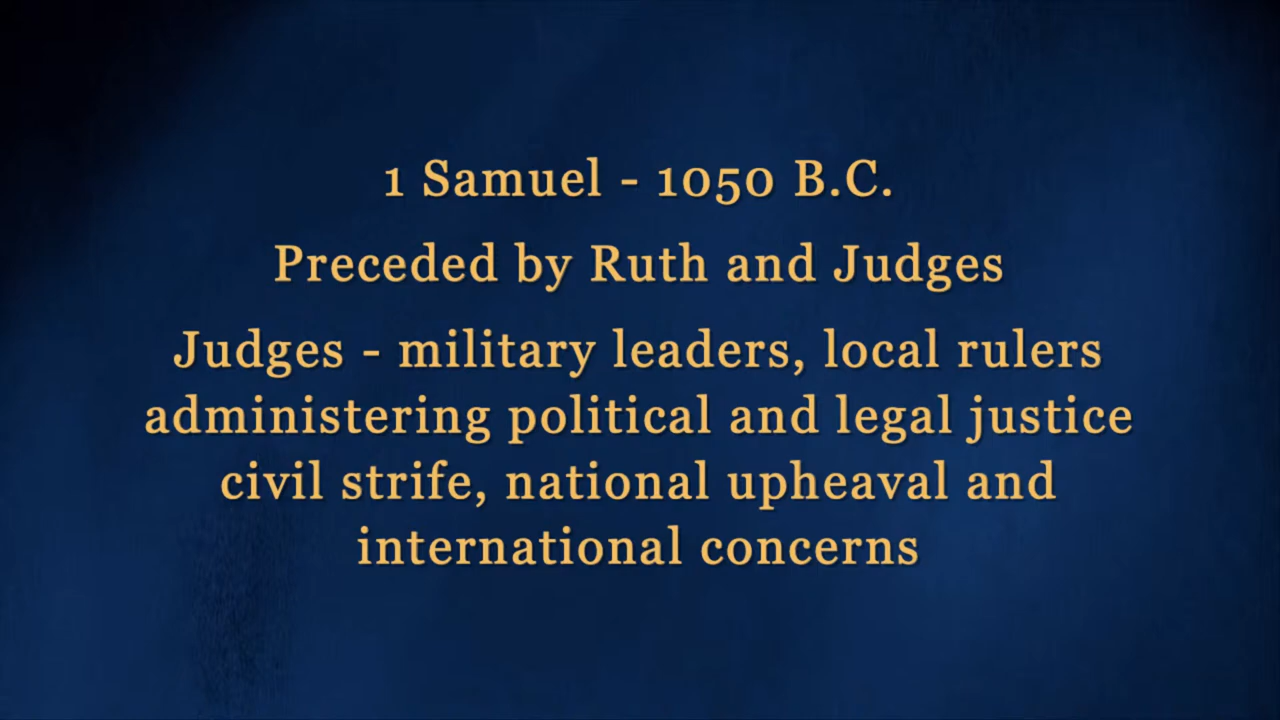 1 Samuel - 1050 B.C.
Preceded by Ruth and Judges
Judges - military leaders, local rulers
administering political and legal justice
civil strife, national upheaval and
international concerns